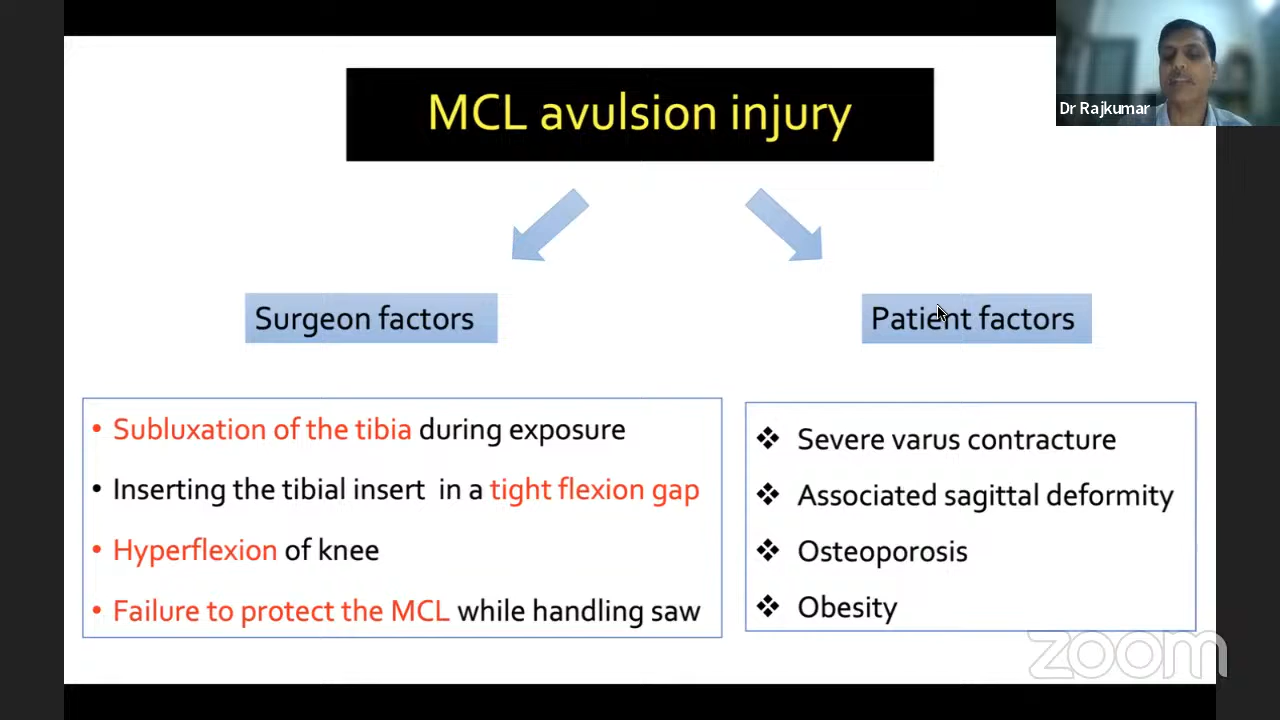 MCL avulsion injury
Dr Rajkumar
Surgeon factors
Patient factors
• Subluxation of the tibia during exposure
• Inserting the tibial insert in a tight flexion gap
• Hyperflexion of knee
• Failure to protect the MCL while handling saw
❖ Severe varus contracture
❖ Associated sagittal deformity
❖ Osteoporosis
❖ Obesity
zoom